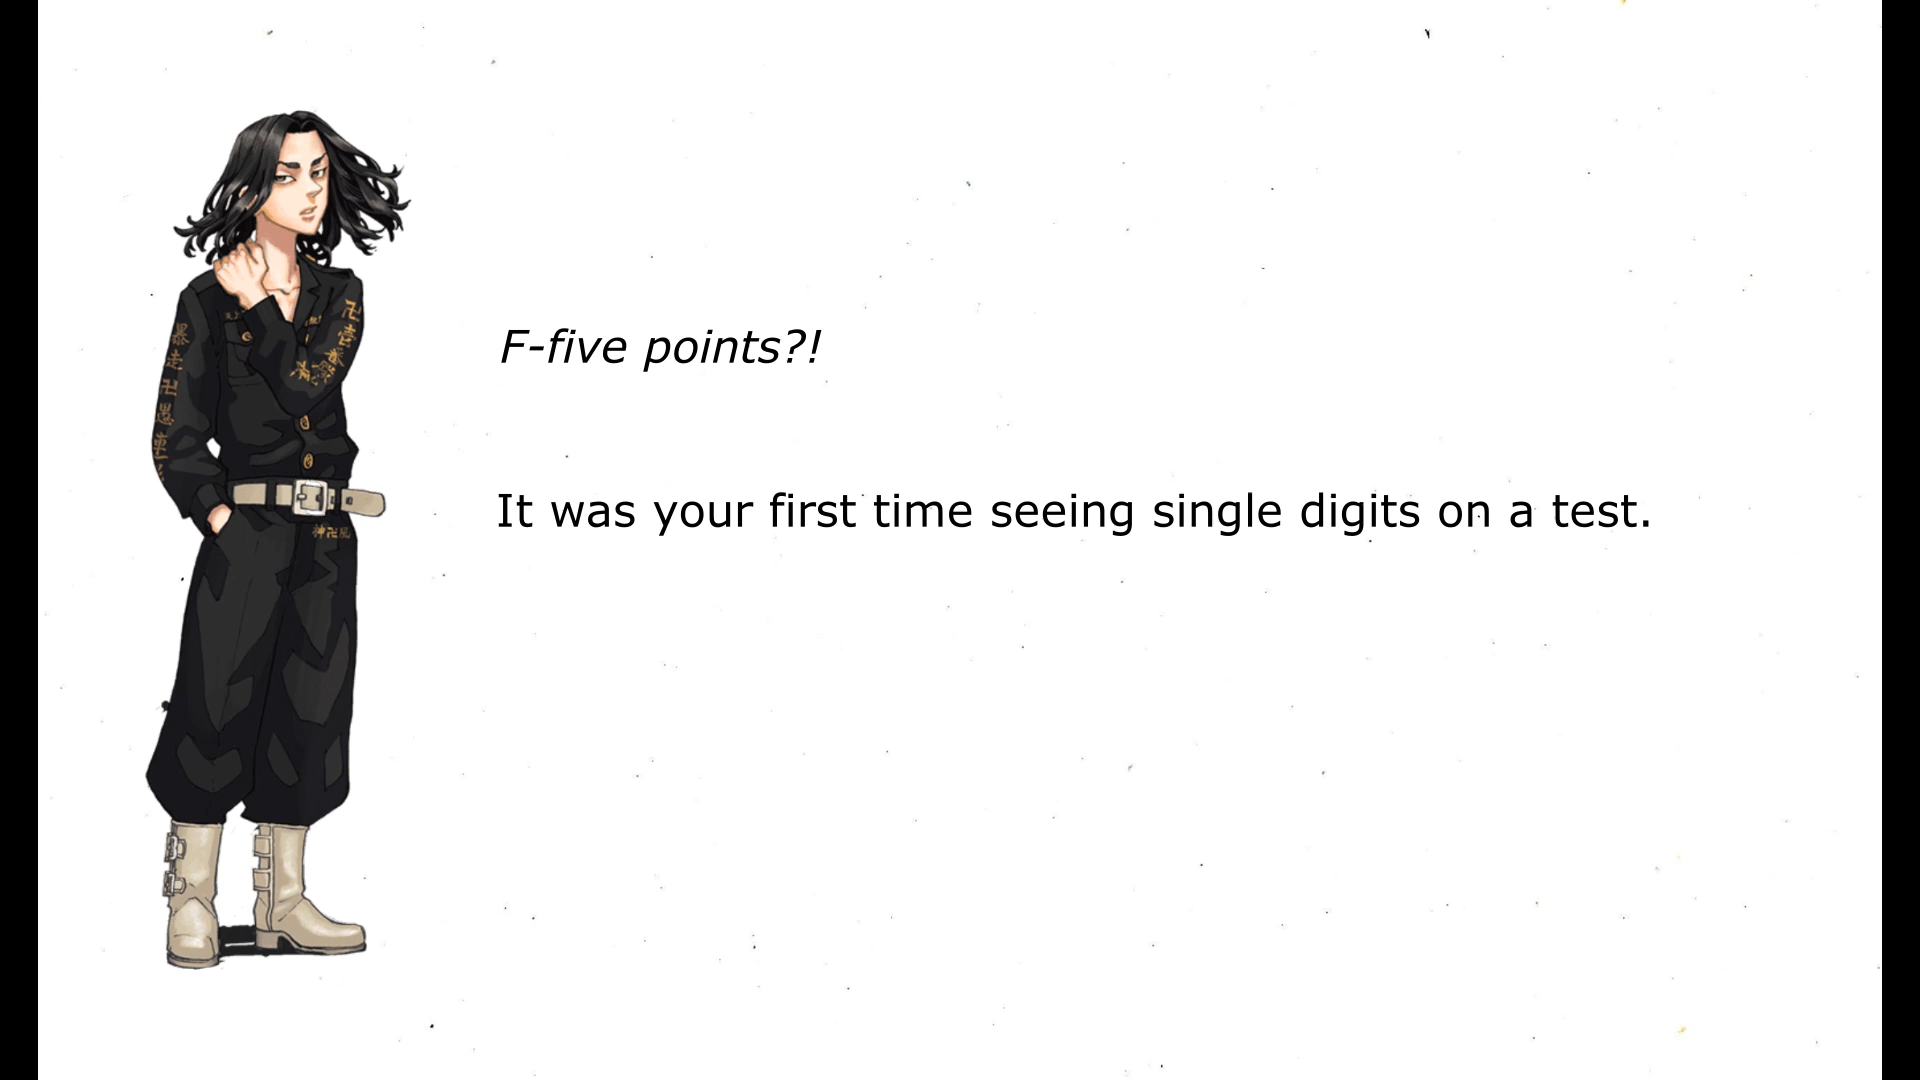 F-five points?!
It was your first time seeing single digits on a test.